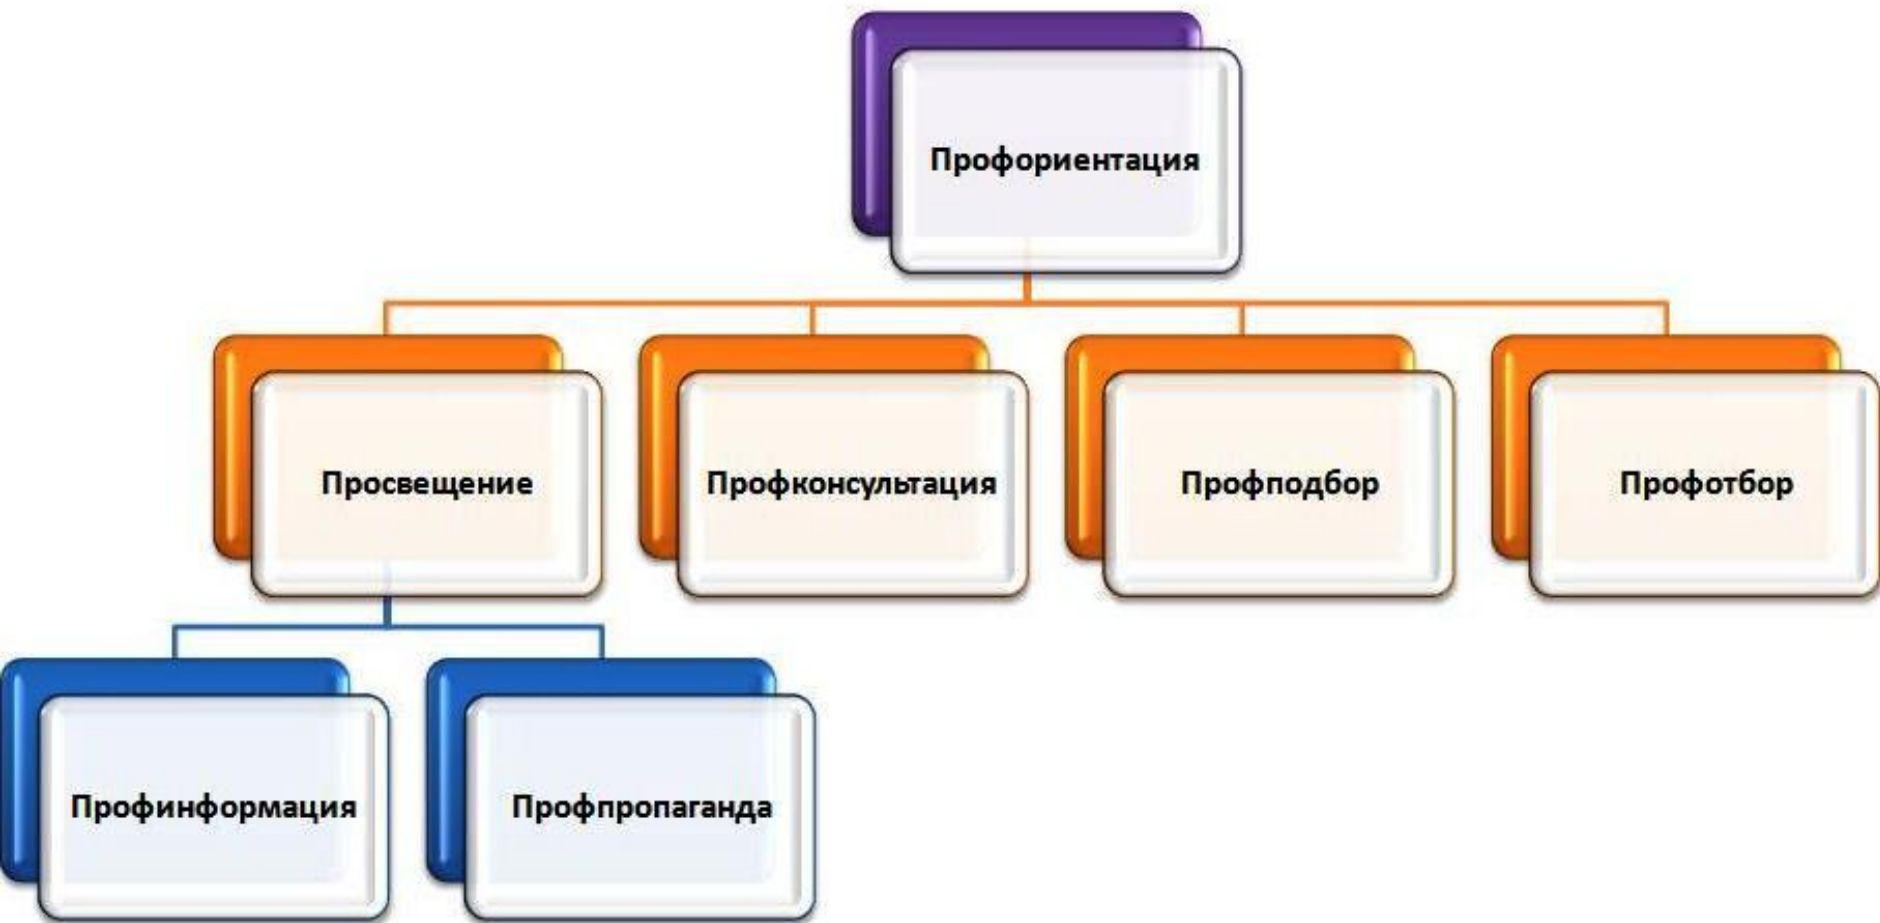 Профориентация
Просвещение
Профконсультация
Профподбор
Профотбор
Профинформация
Профпропаганда